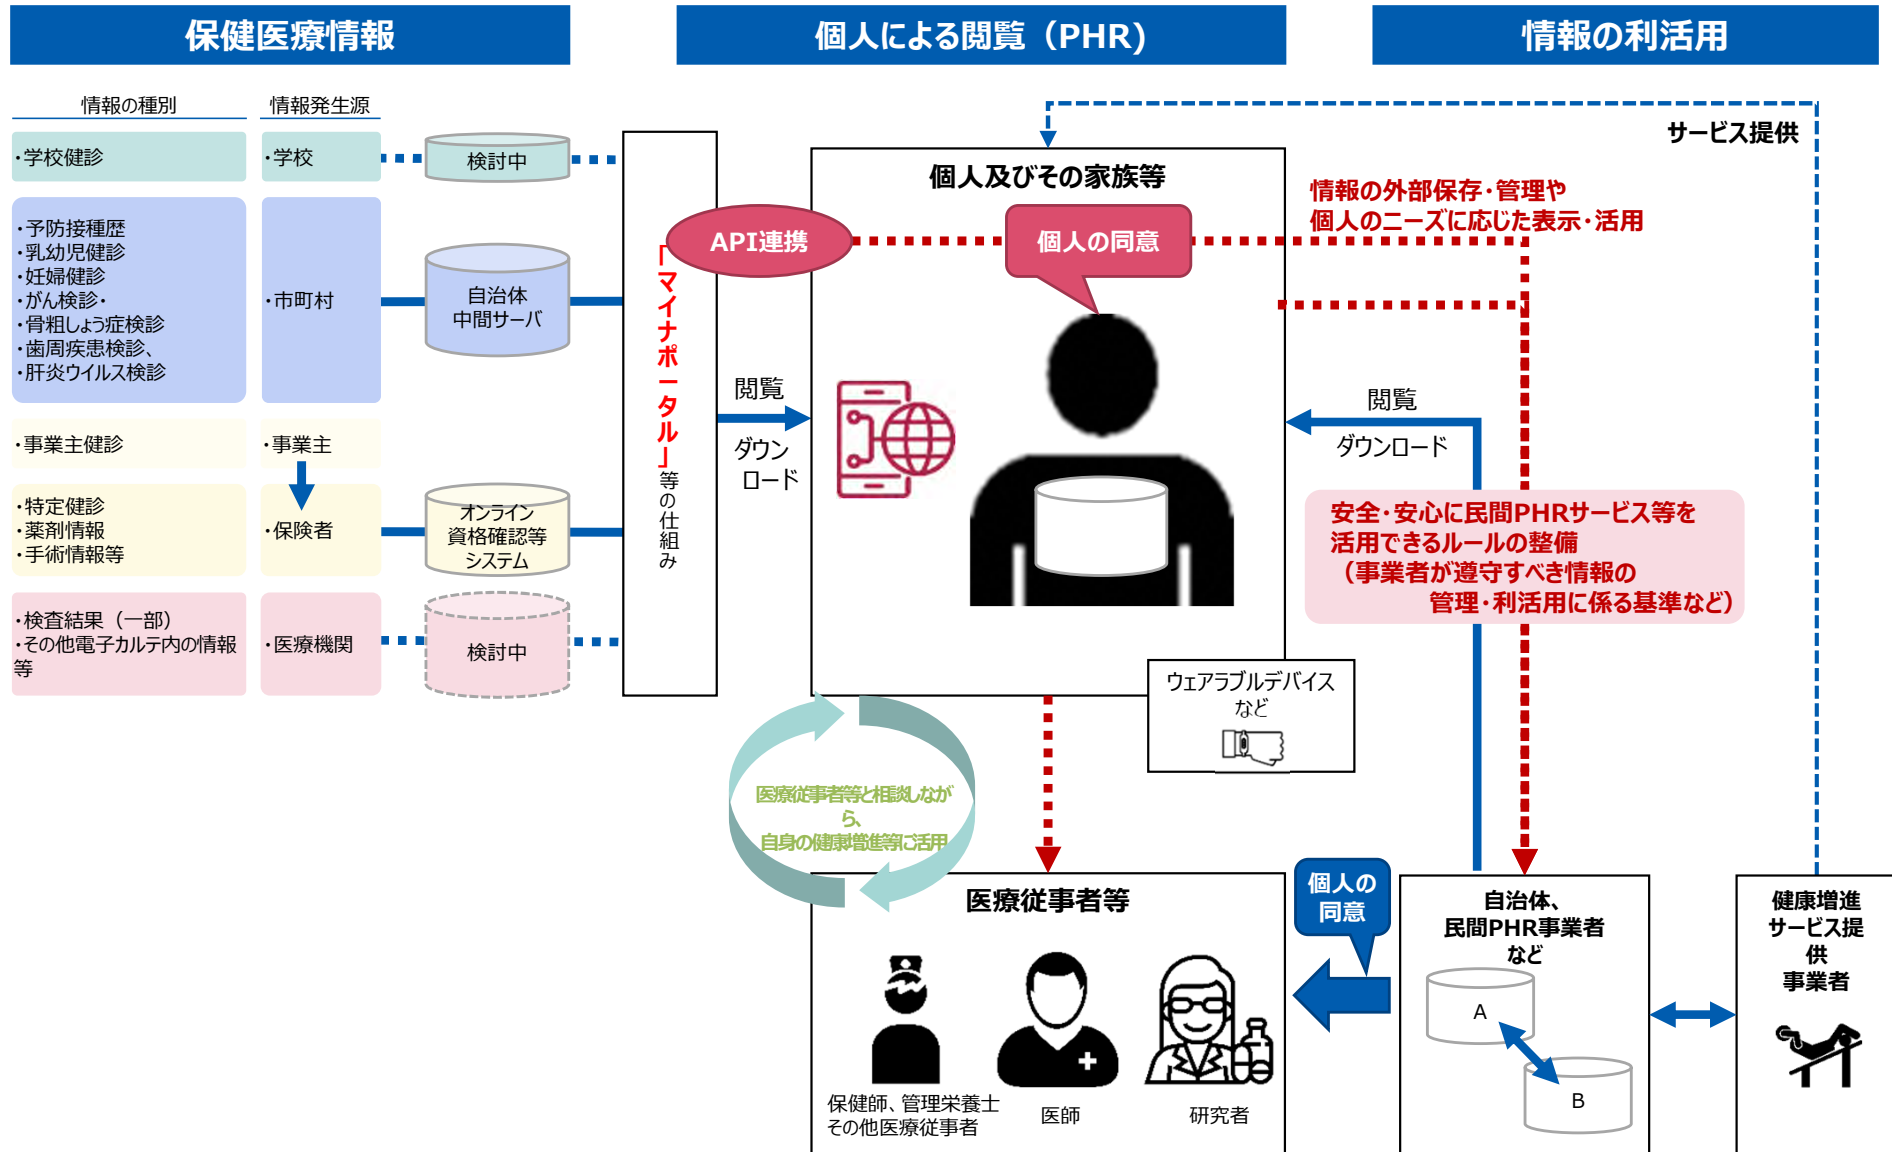 保健医療情報
個人による閲覧（PHR)
情報の利活用
情報の種別
情報発生源
・学校健診
・学校
検討中
・予防接種歴
・乳幼児健診
・妊婦健診
・がん検診・
・骨粗しょう症検診
・歯周疾患検診、
・肝炎ウイルス検診
・市町村
自治体
中間サーバ
・事業主健診
・事業主
・特定健診
・薬剤情報
・手術情報等
・保険者
オンライン
資格確認等
システム
・検査結果（一部）
・その他電子カルテ内の情報
等
・医療機関
検討中
「マイナポータル」等の仕組み
API連携
閲覧
ダウン
ロード
個人及びその家族等
個人の同意
ウェアラブルデバイス
など
サービス提供
情報の外部保存・管理や
個人のニーズに応じた表示・活用
閲覧
ダウンロード
安全・安心に民間PHRサービス等を
活用できるルールの整備
（事業者が遵守すべき情報の
管理・利活用に係る基準など）
医療従事者等と相談しなが
ら、
自身の健康増進等に活用
医療従事者等
保健師、管理栄養士
その他医療従事者
医師
研究者
個人の
同意
自治体、
民間PHR事業者
など
A
B
健康増進
サービス提
供
事業者